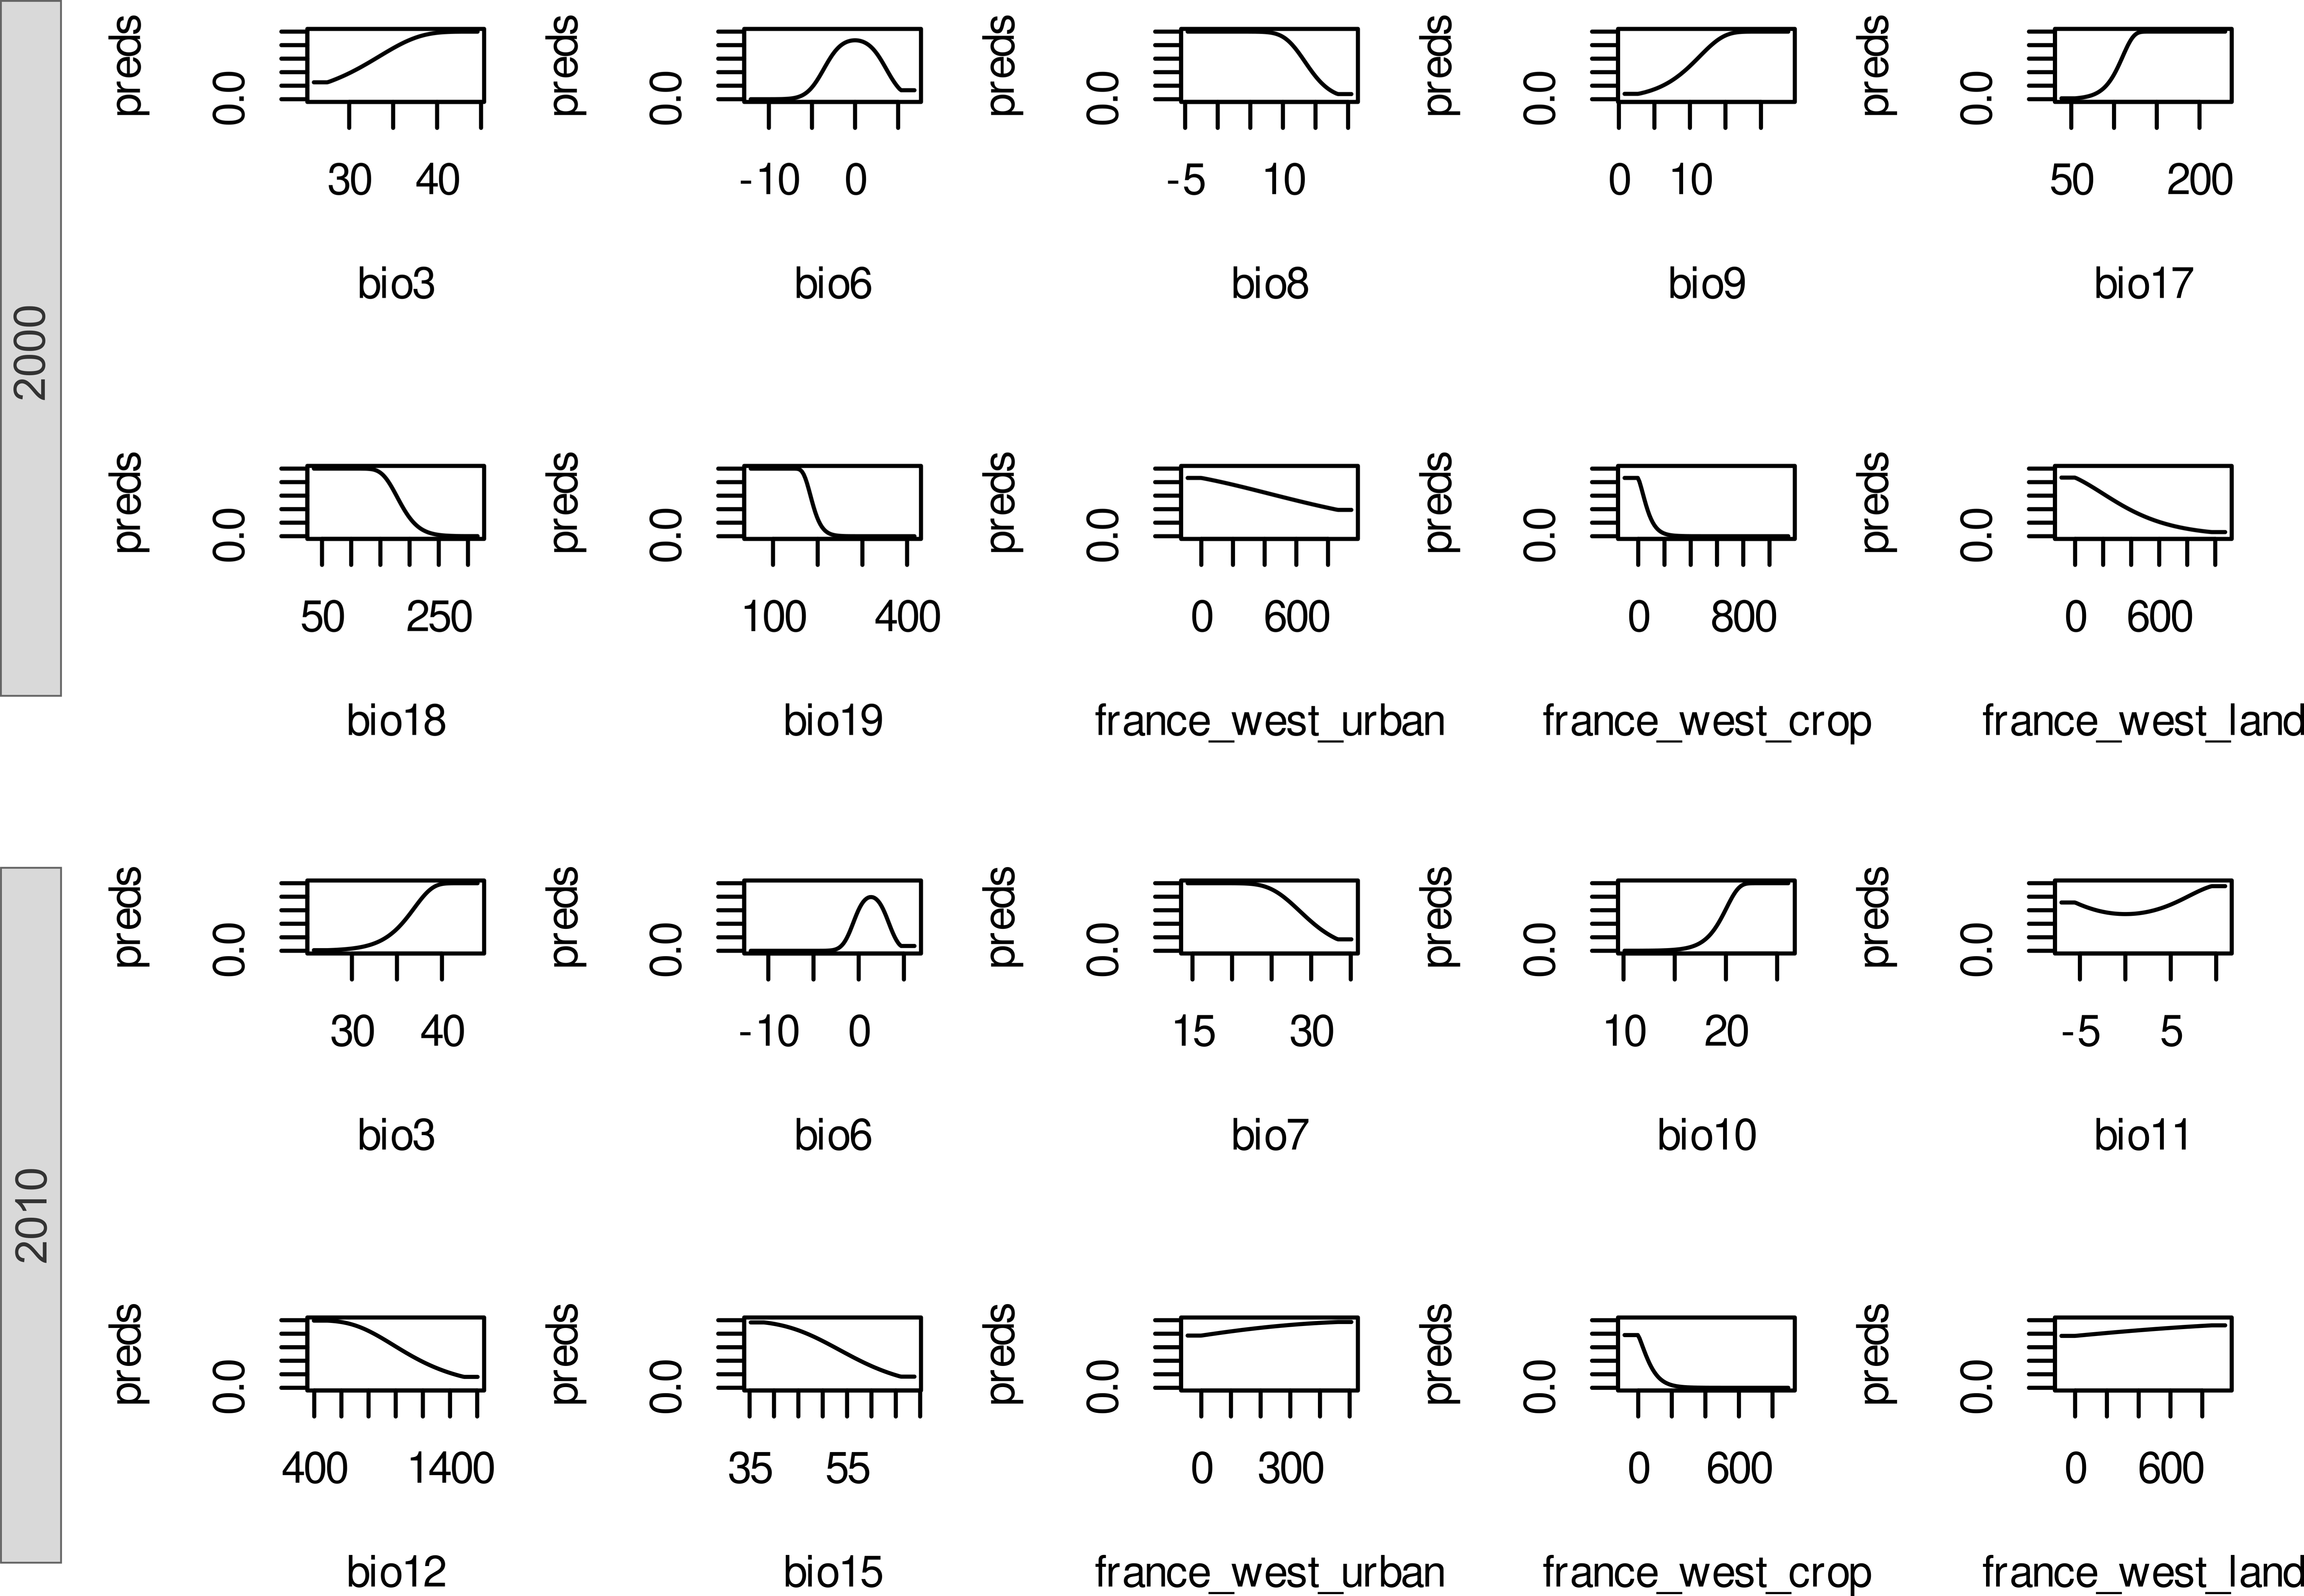 2000
preds 0.0 30 40 bio3
preds 0.0 -10 0 bio6
preds 0.0 -5 10 bio8
preds 0.0 0 10 bio9
preds 0.0 50 200 bio17
preds 0.0 50 250 bio18
preds 0.0 100 400 bio19
preds 0.0 0 600 france_west_urban
preds 0.0 0 800 france_west_crop
preds 0.0 0 600 france_west_land
2010
preds 0.0 30 40 bio3
preds 0.0 -10 0 bio6
preds 0.0 15 30 bio7
preds 0.0 10 20 bio10
preds 0.0 -5 5 bio11
preds 0.0 400 1400 bio12
preds 0.0 35 55 bio15
preds 0.0 0 300 france_west_urban
preds 0.0 0 600 france_west_crop
preds 0.0 0 600 france_west_land